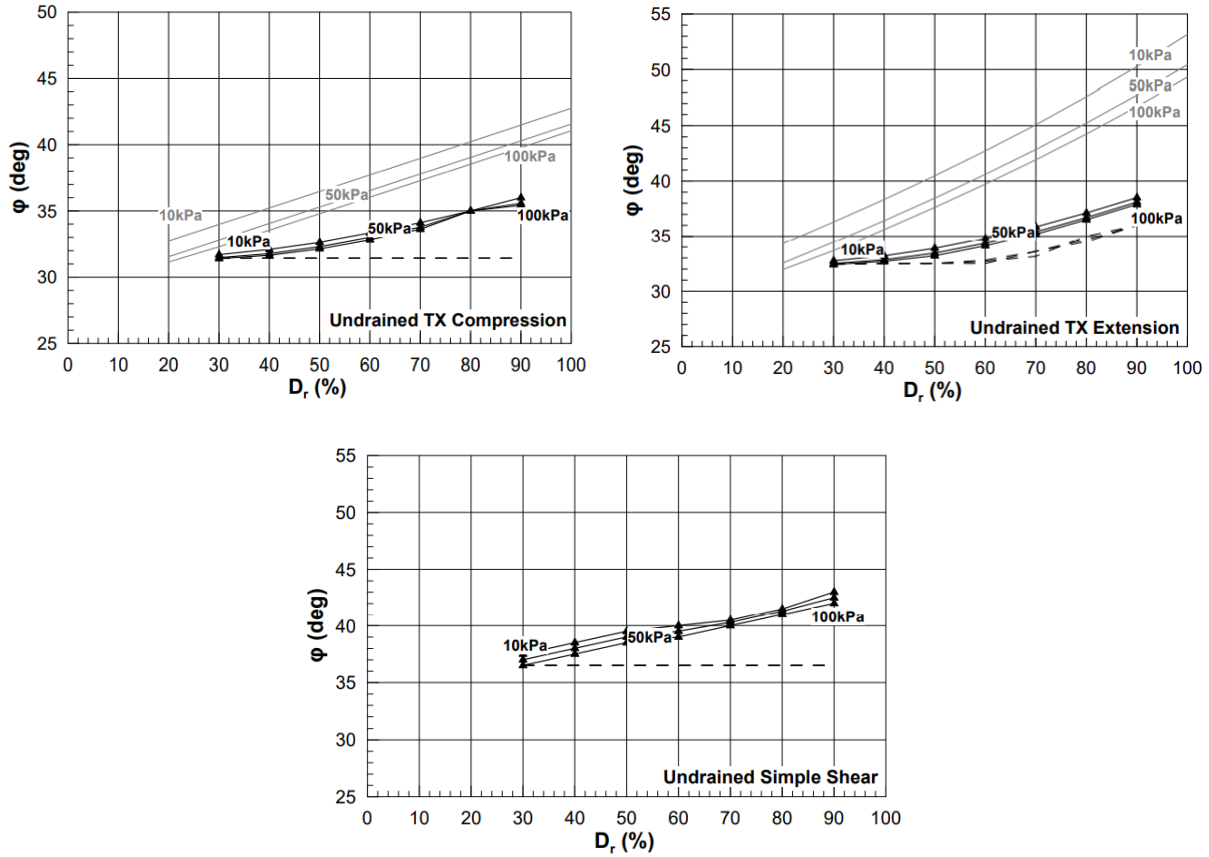 50
45
40
35
30
25
φ (deg)
10kPa
50kPa
100kPa
10kPa
50kPa
100kPa
Undrained TX Compression
0 10 20 30 40 50 60 70 80 90 100
Dr (%)
55
50
45
40
35
30
25
φ (deg)
10kPa
50kPa
100kPa
10kPa
50kPa
100kPa
Undrained TX Extension
0 10 20 30 40 50 60 70 80 90 100
Dr (%)
55
50
45
40
35
30
25
φ (deg)
10kPa
50kPa
100kPa
Undrained Simple Shear
0 10 20 30 40 50 60 70 80 90 100
Dr (%)